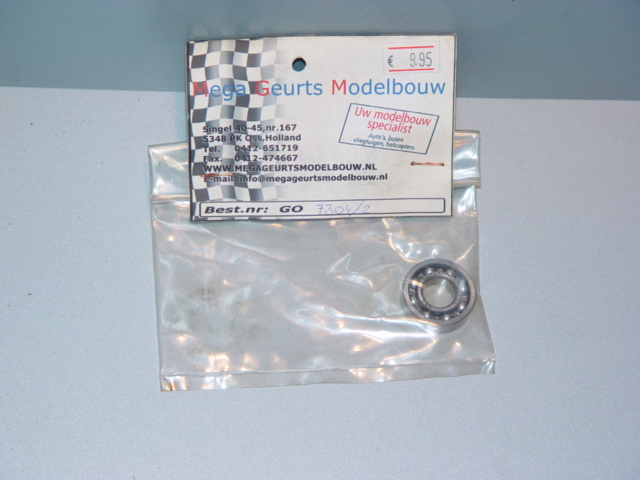 € 9.95
Mega Geurts Modelbouw
Uw modelbouw
specialist
Auto's, boten
vliegtuigen, helicopters
Singel 40-45,nr.167
5348 PK Oss,Holland
Tel. 0412-651719
Fax. 0412-474667
WWW.MEGAGEURTSMODELBOUW.NL
E-mail: info@megageurtsmodelbouw.nl
Best.nr: GO 7304/2